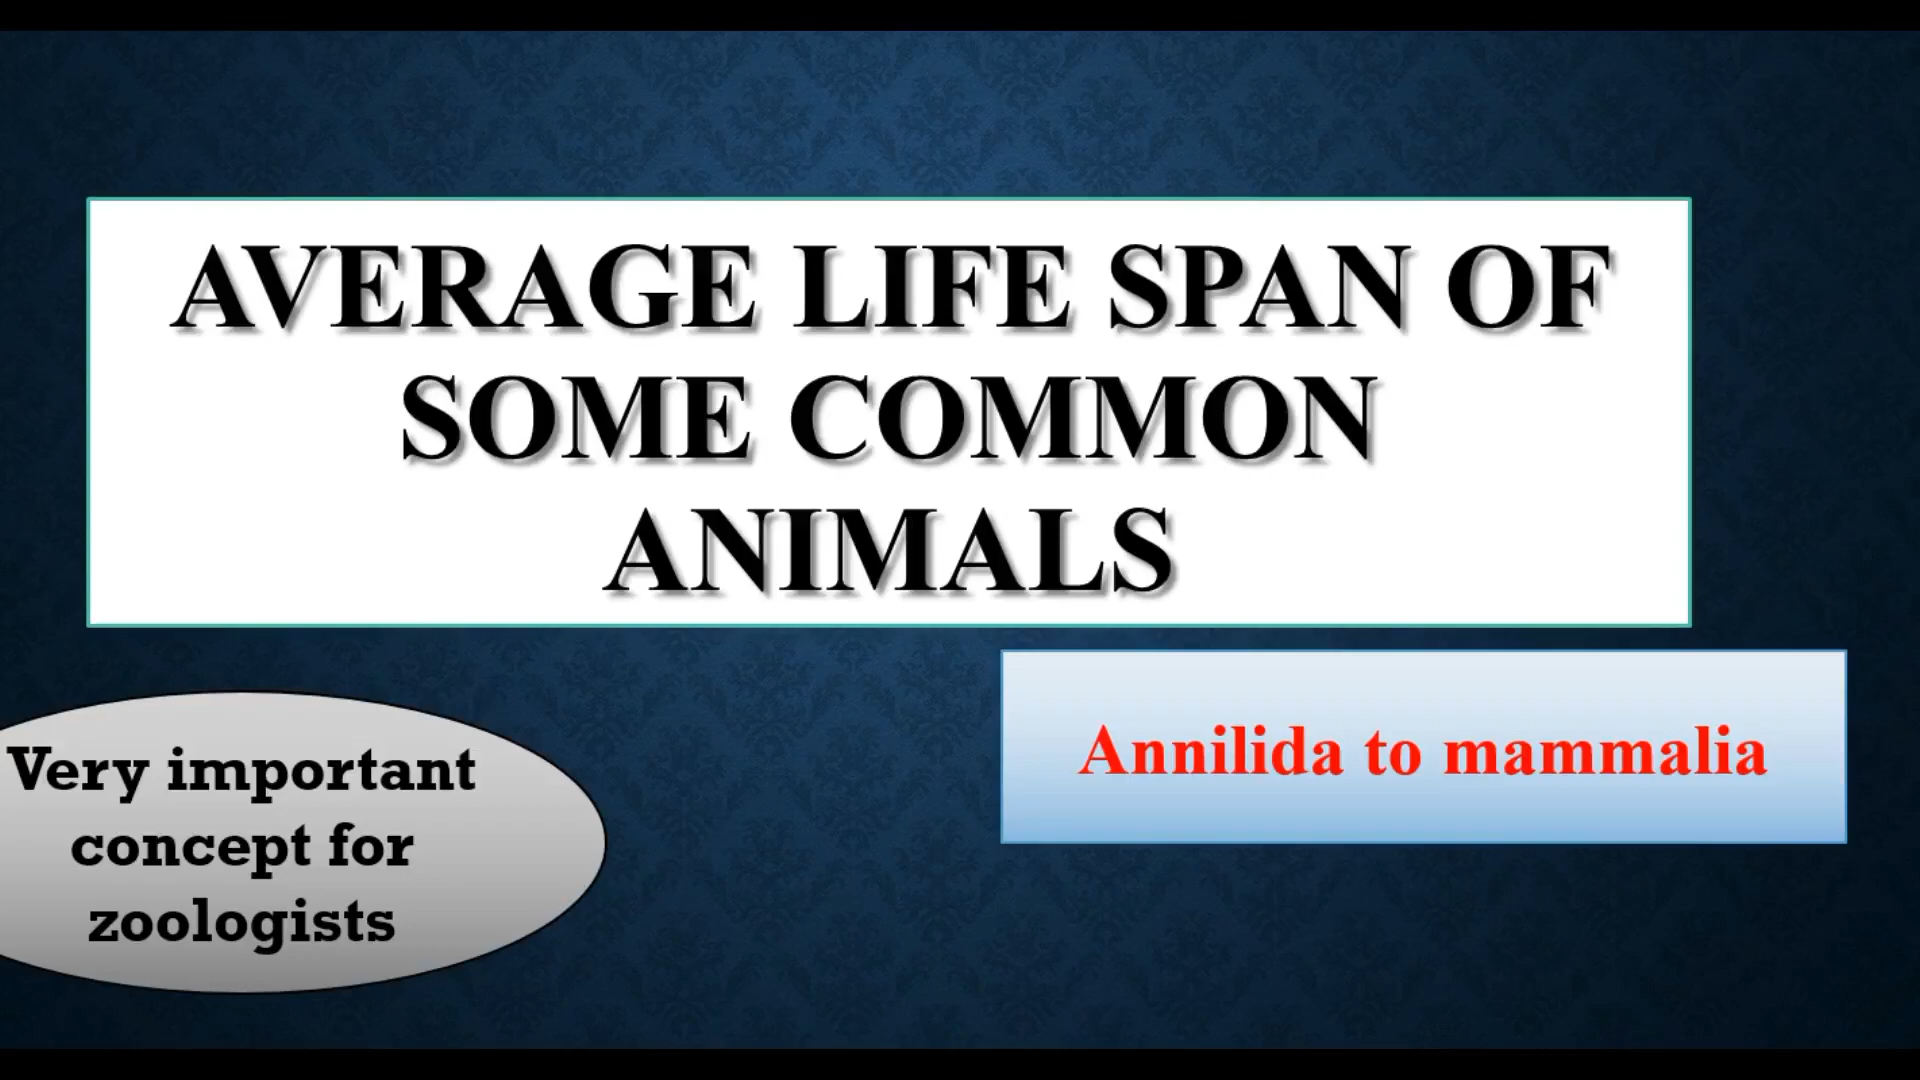 AVERAGE LIFE SPAN OF
SOME COMMON
ANIMALS
Annilida to mammalia
Very important
concept for
zoologists